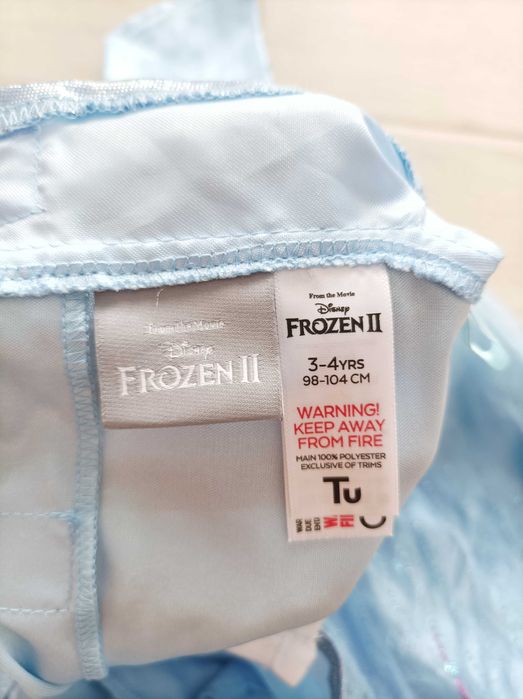 From the Movie
Disney
FROZEN II
From the Movie
Disney
FROZEN II
3-4YRS
98-104 CM
WARNING!
KEEP AWAY
FROM FIRE
MAIN 100% POLYESTER
EXCLUSIVE OF TRIMS
Tu